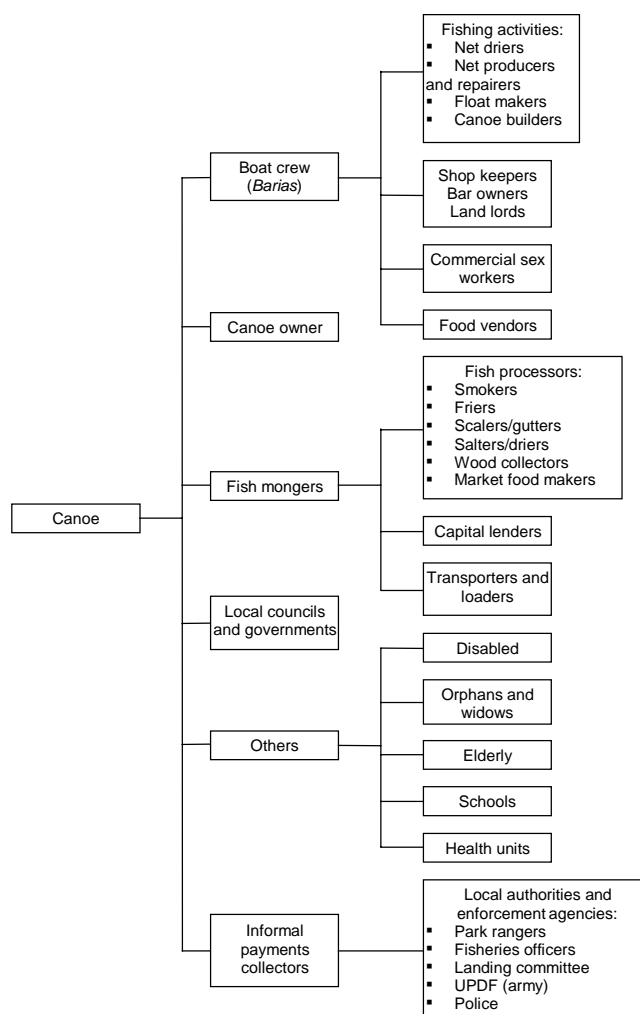 Fishing activities:
▪ Net driers
▪ Net producers
and repairers
▪ Float makers
▪ Canoe builders
Boat crew
(Barias)
Shop keepers
Bar owners
Land lords
Commercial sex
workers
Food vendors
Canoe owner
Fish processors:
▪ Smokers
▪ Friers
▪ Scalers/gutters
▪ Salters/driers
▪ Wood collectors
▪ Market food makers
Fish mongers
Canoe
Capital lenders
Transporters and
loaders
Local councils
and governments
Disabled
Orphans and
widows
Others
Elderly
Schools
Health units
Informal
payments
collectors
Local authorities and
enforcement agencies:
▪ Park rangers
▪ Fisheries officers
▪ Landing committee
▪ UPDF (army)
▪ Police